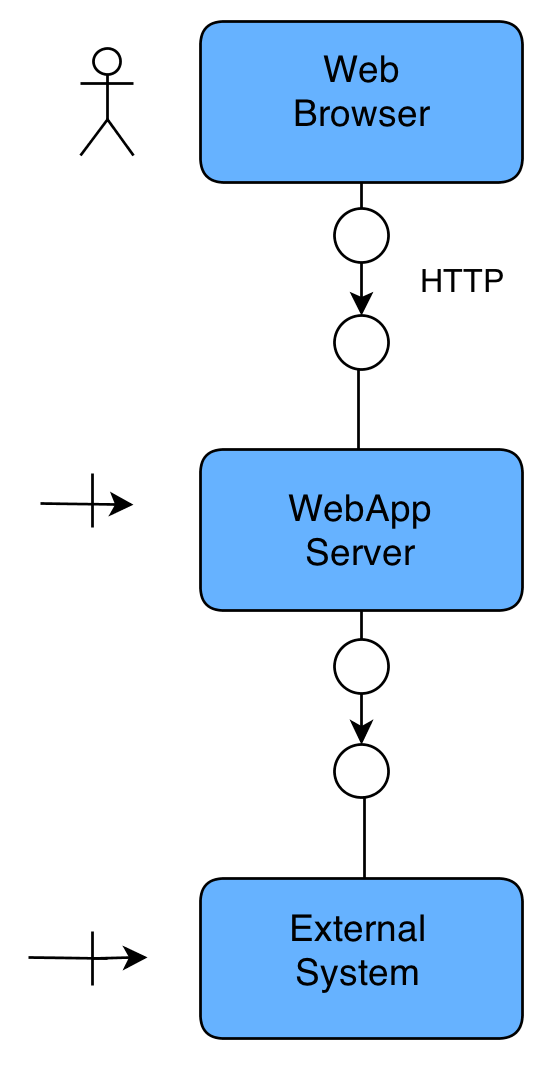 Web
Browser
HTTP
WebApp
Server
External
System